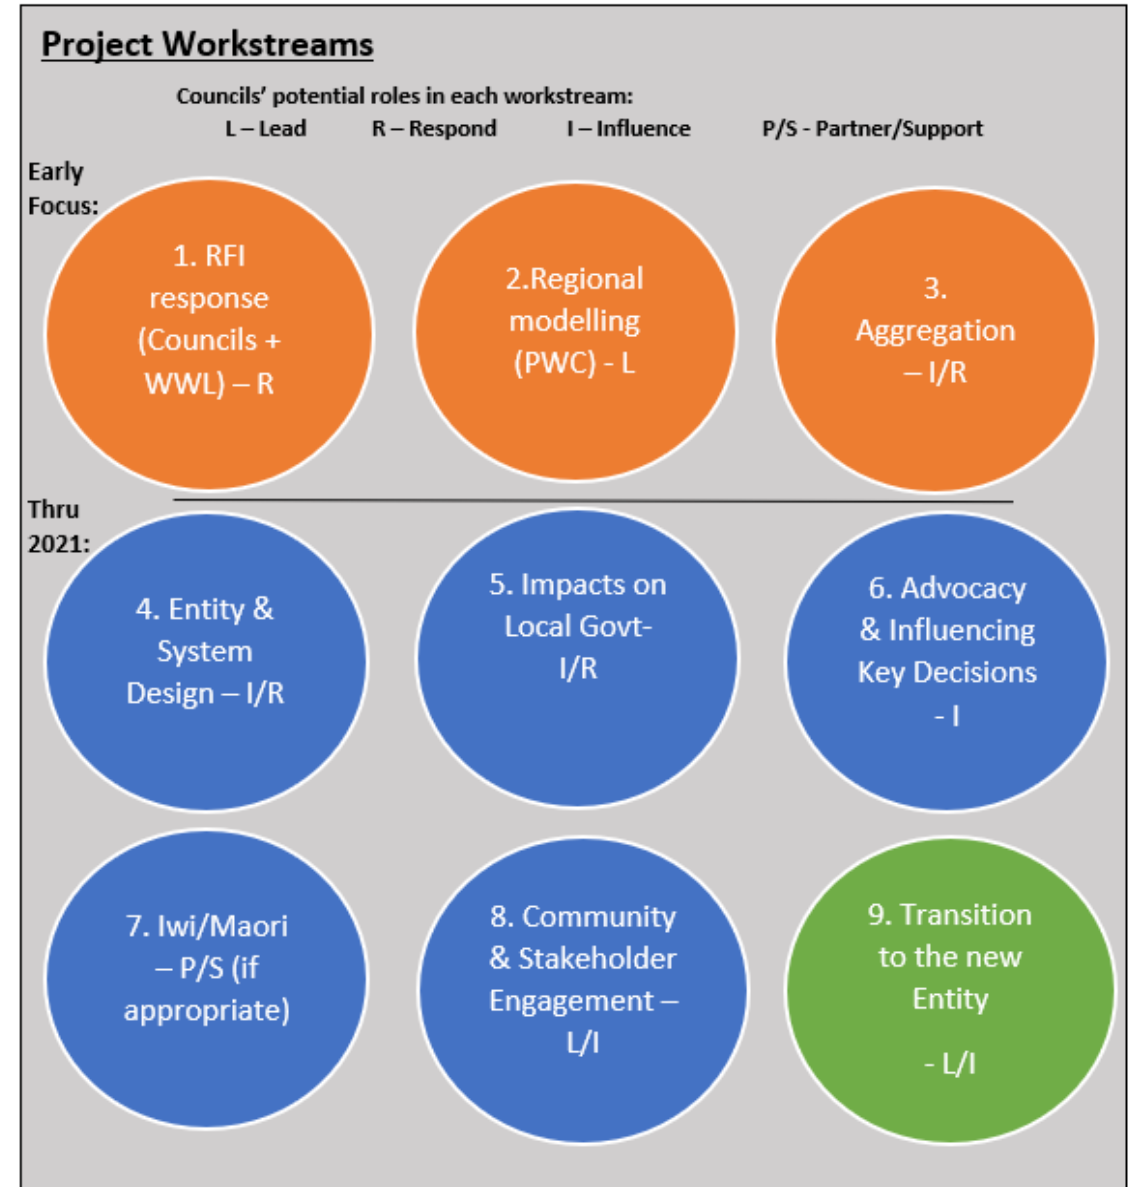 Project Workstreams
Councils' potential roles in each workstream:
L – Lead R – Respond I – Influence P/S - Partner/Support
Early
Focus:
1. RFI
response
(Councils +
WWL) – R
2.Regional
modelling
(PWC) - L
3.
Aggregation
– I/R
Thru
2021:
4. Entity &
System
Design – I/R
5. Impacts on
Local Govt-
I/R
6. Advocacy
& Influencing
Key Decisions
- I
7. Iwi/Maori
– P/S (if
appropriate)
8. Community
& Stakeholder
Engagement –
L/I
9. Transition
to the new
Entity
- L/I